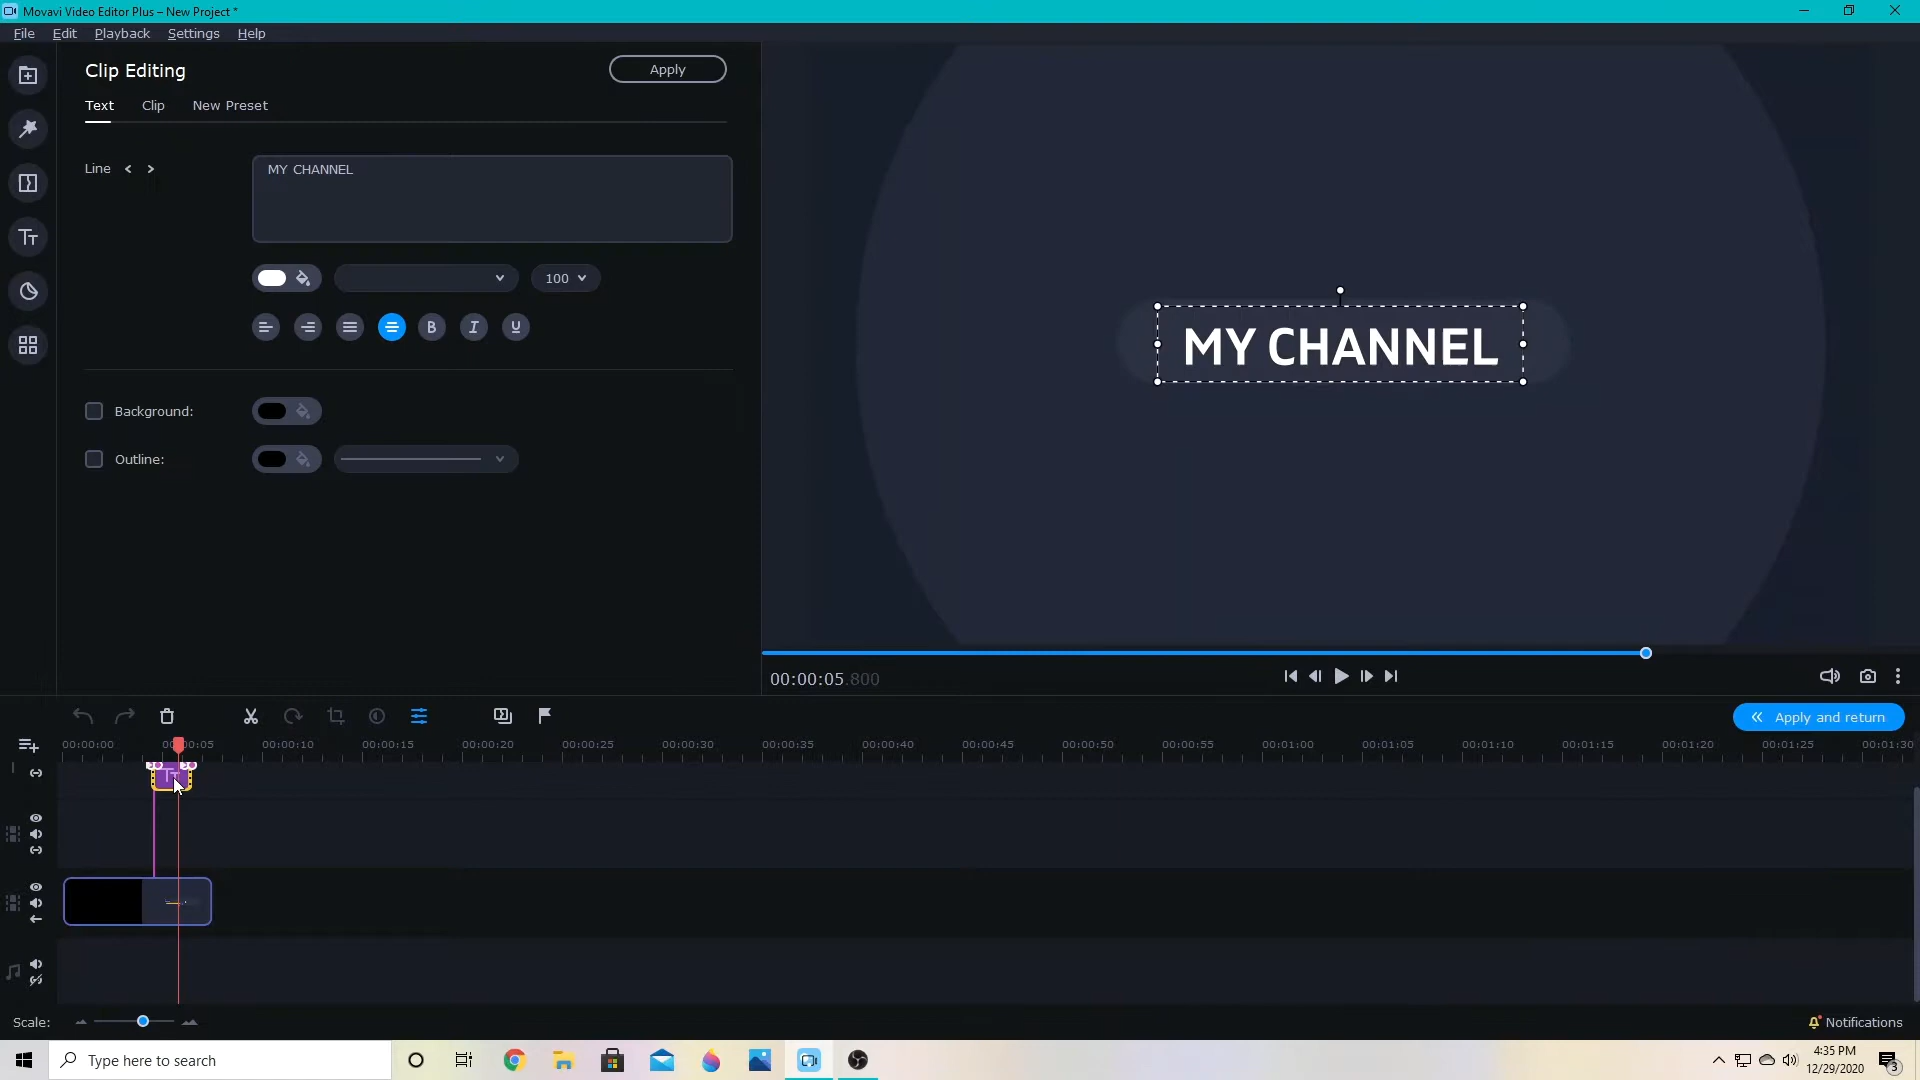 Movavi Video Editor Plus – New Project *
File Edit Playback Settings Help
Clip Editing
Apply
Text Clip New Preset
Line
MY CHANNEL
100
B I U
Background:
Outline:
MY CHANNEL
00:00:05.800
Apply and return
00:00:00 00:00:05 00:00:10 00:00:15 00:00:20 00:00:25 00:00:30 00:00:35 00:00:40 00:00:45 00:00:50 00:00:55 00:01:00 00:01:05 00:01:10 00:01:15 00:01:20 00:01:25 00:01:30
Scale:
Notifications
Type here to search
4:35 PM
12/29/2020
3